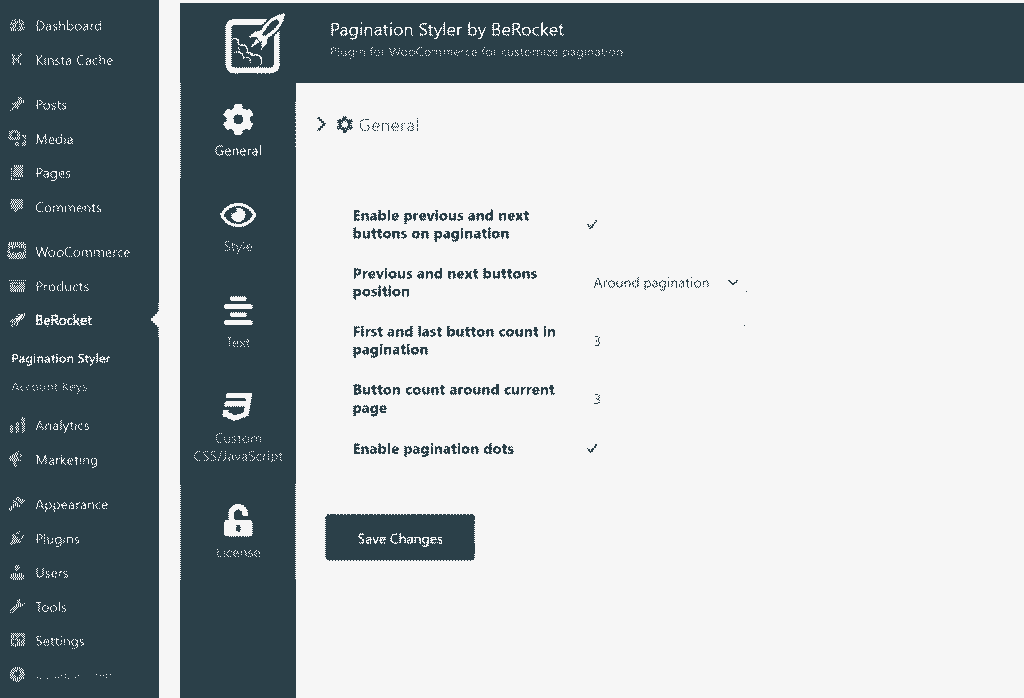 Dashboard
Kinsta Cache
Posts
Media
Pages
Comments
WooCommerce
Products
BeRocket
Pagination Styler
Account Keys
Analytics
Marketing
Appearance
Plugins
Users
Tools
Settings
General
Style
Text
Custom
CSS/JavaScript
License
Pagination Styler by BeRocket
Plugin for WooCommerce for customize pagination
General
Enable previous and next
buttons on pagination
Previous and next buttons
position
Around pagination
First and last button count in
pagination
3
Button count around current
page
3
Enable pagination dots
Save Changes